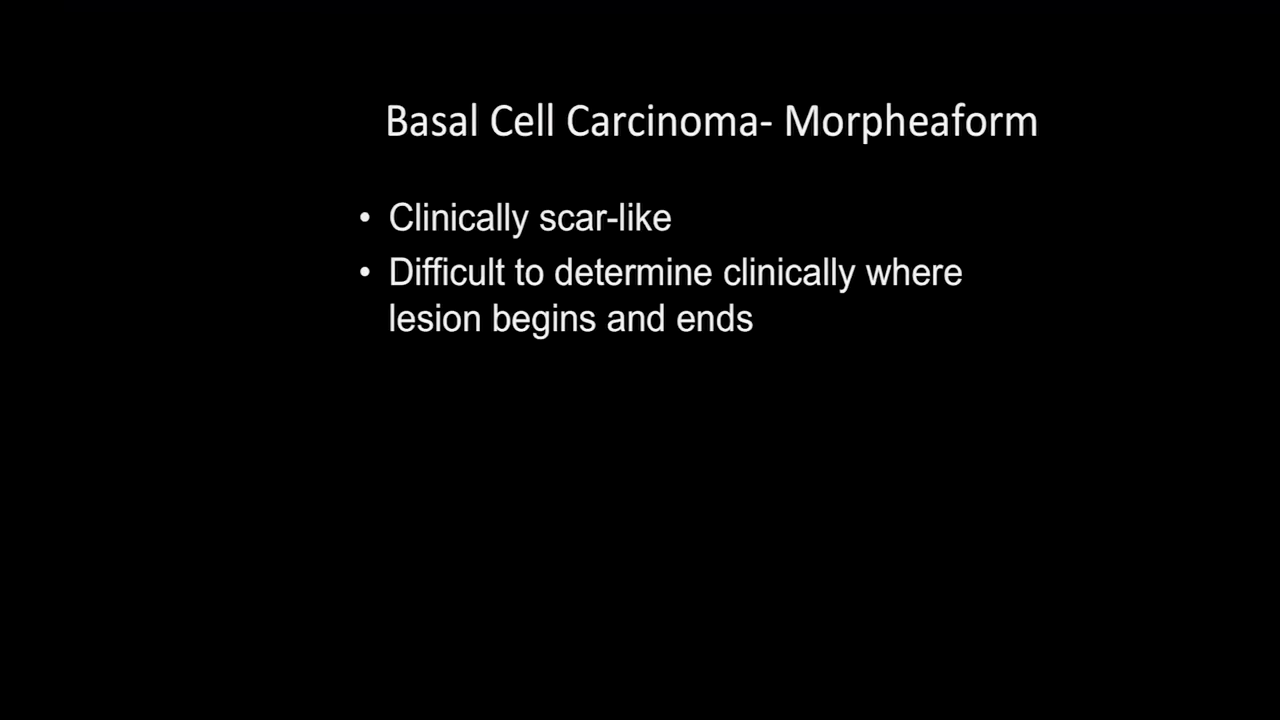 Basal Cell Carcinoma- Morpheaform
• Clinically scar-like
• Difficult to determine clinically where
lesion begins and ends